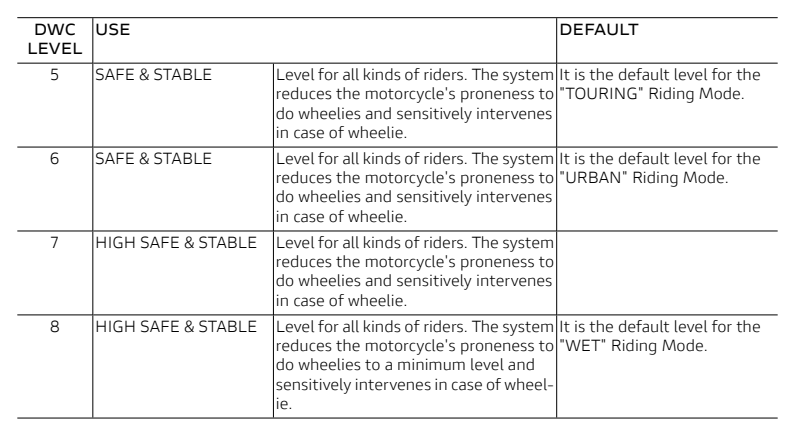 DWC LEVEL USE DEFAULT
5 SAFE & STABLE Level for all kinds of riders. The system It is the default level for the
reduces the motorcycle's proneness to "TOURING" Riding Mode.
do wheelies and sensitively intervenes
in case of wheelie.
6 SAFE & STABLE Level for all kinds of riders. The system It is the default level for the
reduces the motorcycle's proneness to "URBAN" Riding Mode.
do wheelies and sensitively intervenes
in case of wheelie.
7 HIGH SAFE & STABLE Level for all kinds of riders. The system
reduces the motorcycle's proneness to
do wheelies and sensitively intervenes
in case of wheelie.
8 HIGH SAFE & STABLE Level for all kinds of riders. The system It is the default level for the
reduces the motorcycle's proneness to "WET" Riding Mode.
do wheelies to a minimum level and
sensitively intervenes in case of wheel-
ie.